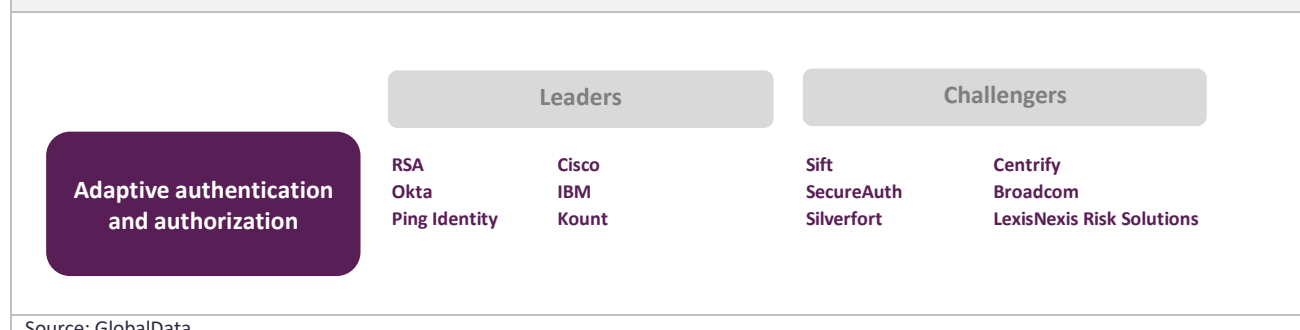 Leaders
Challengers
Adaptive authentication
and authorization
RSA
Okta
Ping Identity
Cisco
IBM
Kount
Sift
SecureAuth
Silverfort
Centrify
Broadcom
LexisNexis Risk Solutions
Source: GlobalData